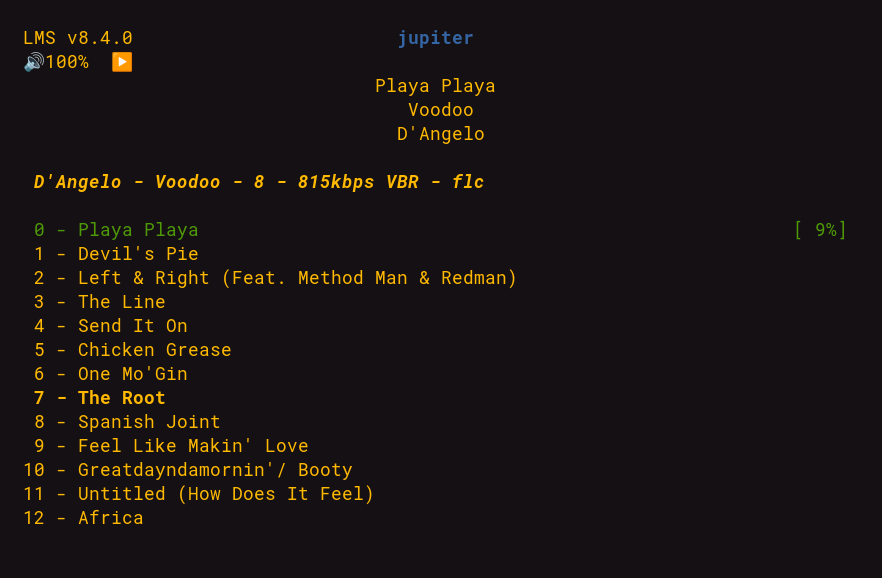 LMS v8.4.0
jupiter
🔊100% ▶️
Playa Playa
Voodoo
D'Angelo
D'Angelo - Voodoo - 8 - 815kbps VBR - flc
0 - Playa Playa [ 9%]
1 - Devil's Pie
2 - Left & Right (Feat. Method Man & Redman)
3 - The Line
4 - Send It On
5 - Chicken Grease
6 - One Mo'Gin
7 - The Root
8 - Spanish Joint
9 - Feel Like Makin' Love
10 - Greatdayndamornin'/ Booty
11 - Untitled (How Does It Feel)
12 - Africa